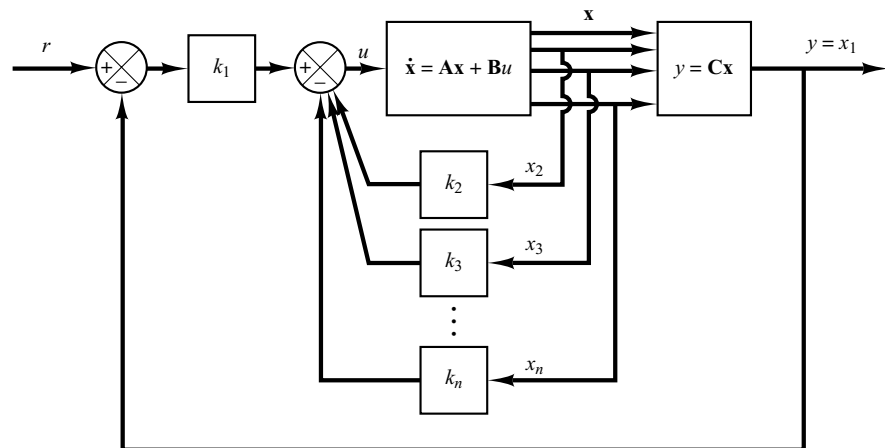 x
r
+
−
k₁
+
−
u
ẋ = Ax + Bu
y = Cx
y = x₁
k₂
x₂
k₃
x₃
kₙ
xₙ